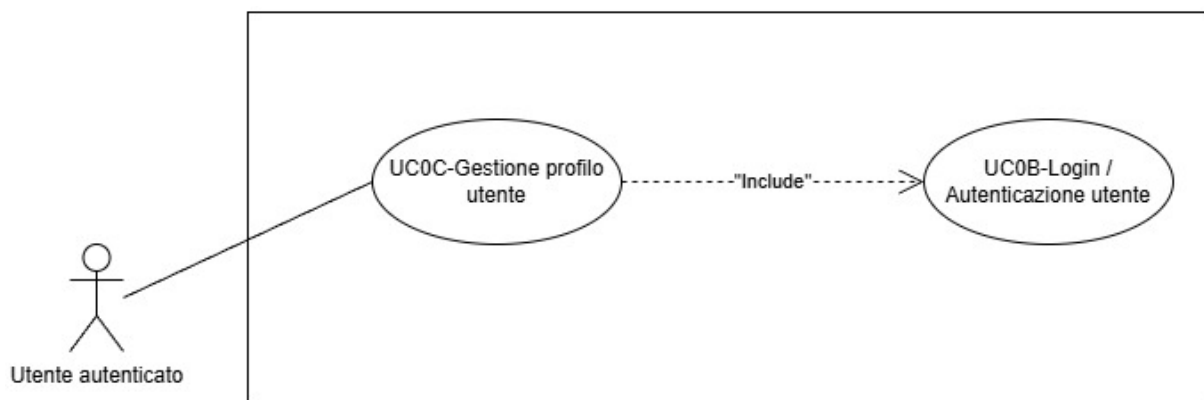 UC0C-Gestione profilo
utente
"Include"
UC0B-Login /
Autenticazione utente
Utente autenticato